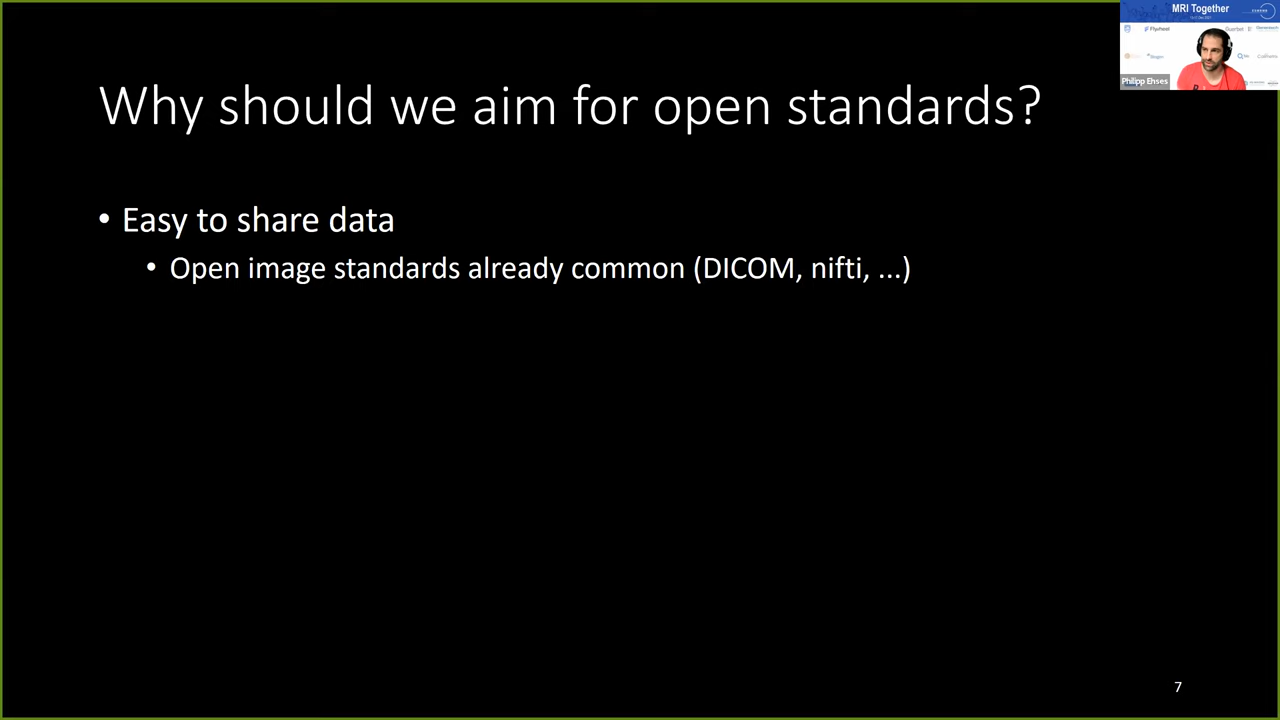 MRI Together
Flywheel
Philipp Ehses
Why should we aim for open standards?
• Easy to share data
• Open image standards already common (DICOM, nifti, ...)
7